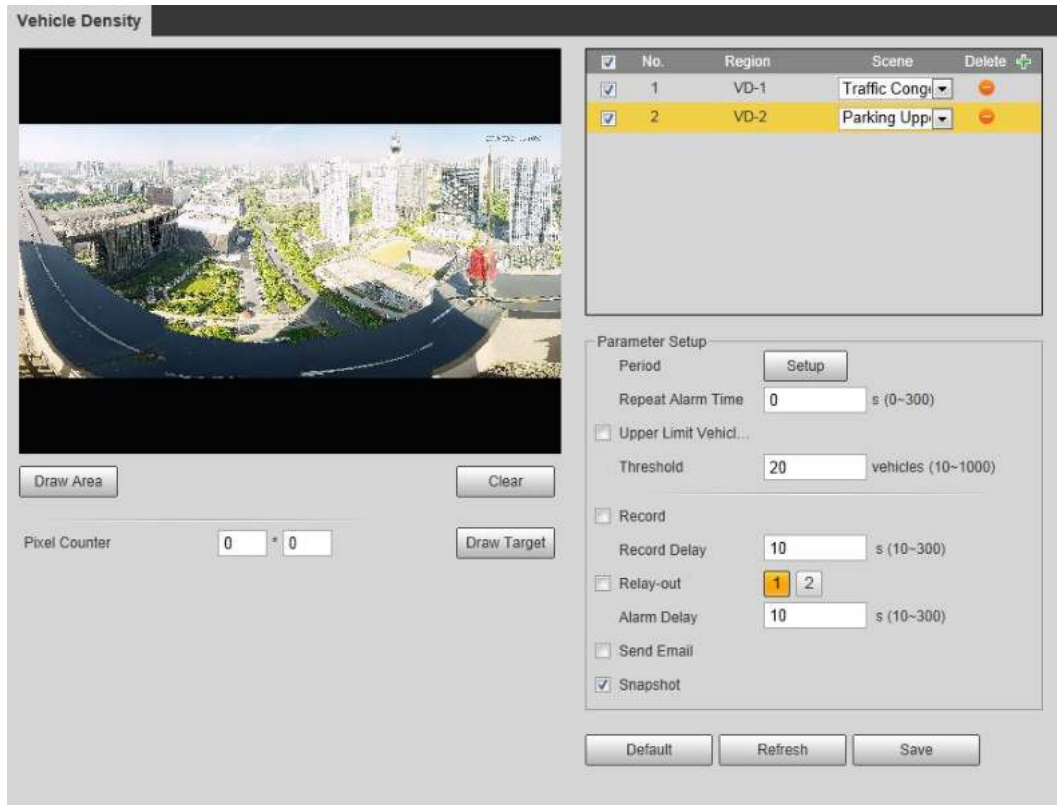 Vehicle Density
No. Region Scene Delete
1 VD-1 Traffic Conge
2 VD-2 Parking Uppe
Draw Area Clear
Pixel Counter 0 * 0 Draw Target
Parameter Setup
Period Setup
Repeat Alarm Time 0 s (0~300)
Upper Limit Vehicl...
Threshold 20 vehicles (10~1000)
Record
Record Delay 10 s (10~300)
Relay-out 1 2
Alarm Delay 10 s (10~300)
Send Email
Snapshot
Default Refresh Save